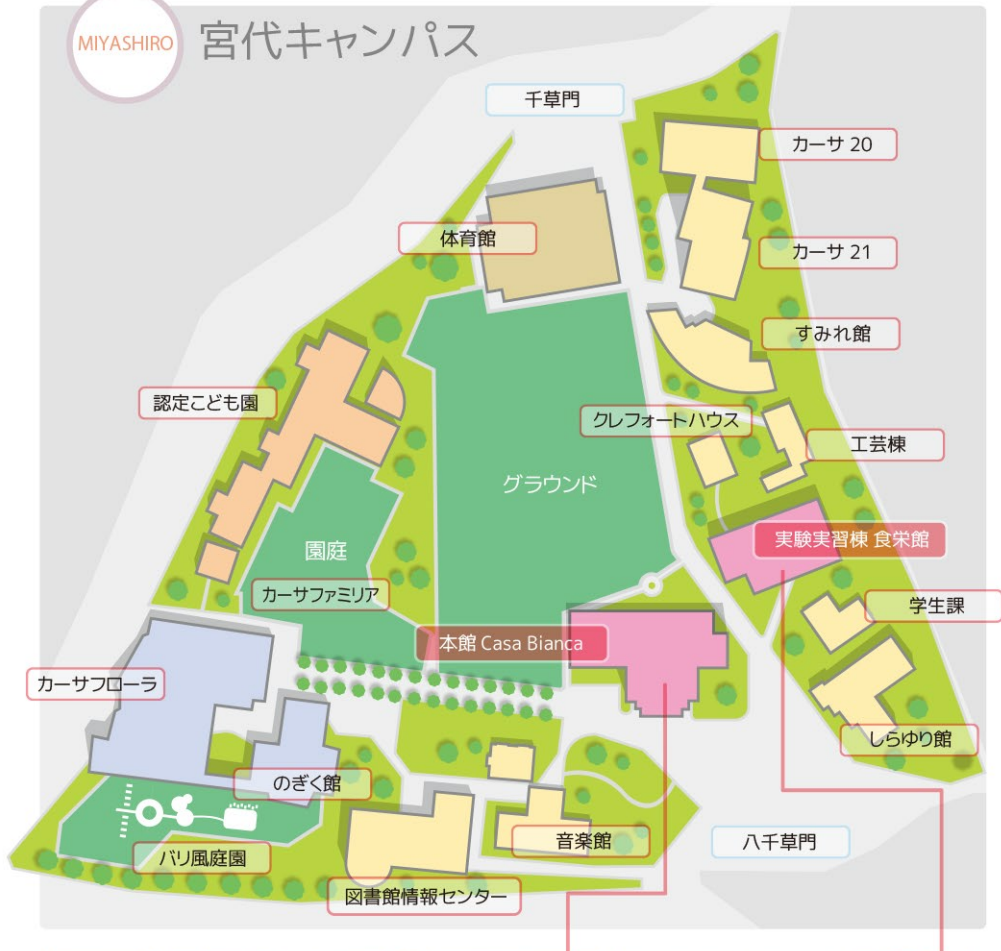 MIYASHIRO
宮代キャンパス
千草門
カーサ 20
体育館
カーサ 21
すみれ館
認定こども園
クレフォートハウス
工芸棟
グラウンド
実験実習棟 食栄館
園庭
カーサファミリア
学生課
本館 Casa Bianca
カーサフローラ
しらゆり館
のぎく館
音楽館
八千草門
バリ風庭園
図書館情報センター